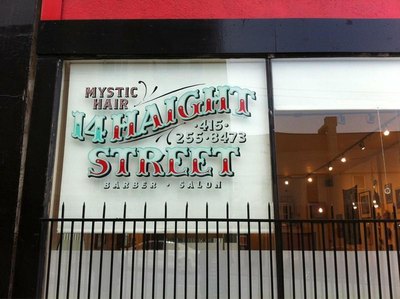 MYSTIC
HAIR
14 HAIGHT
·415·
255-8473
STREET
BARBER · SALON